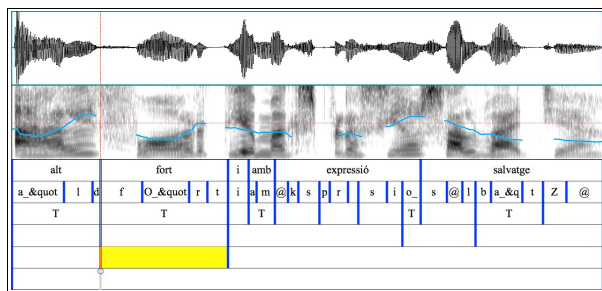 alt fort i amb expressió salvatge
a_&quot l d f O_&quot r t i a m @ k s p r s i o_ s @ l b a_&q t Z @
T T T T T